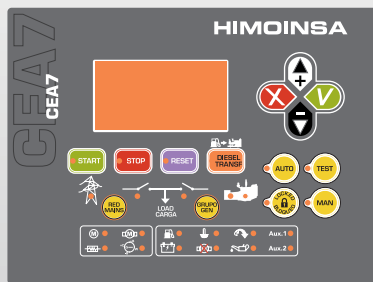 HIMOINSA
CEA7
CEA7
+
X
V
-
START
STOP
RESET
DIESEL
TRANSF
AUTO
TEST
RED
MAINS
LOAD
CARGA
GRUPO
GEN
LOCKED
BLOQUEO
MAN
M
M
Aux.1
Aux.2